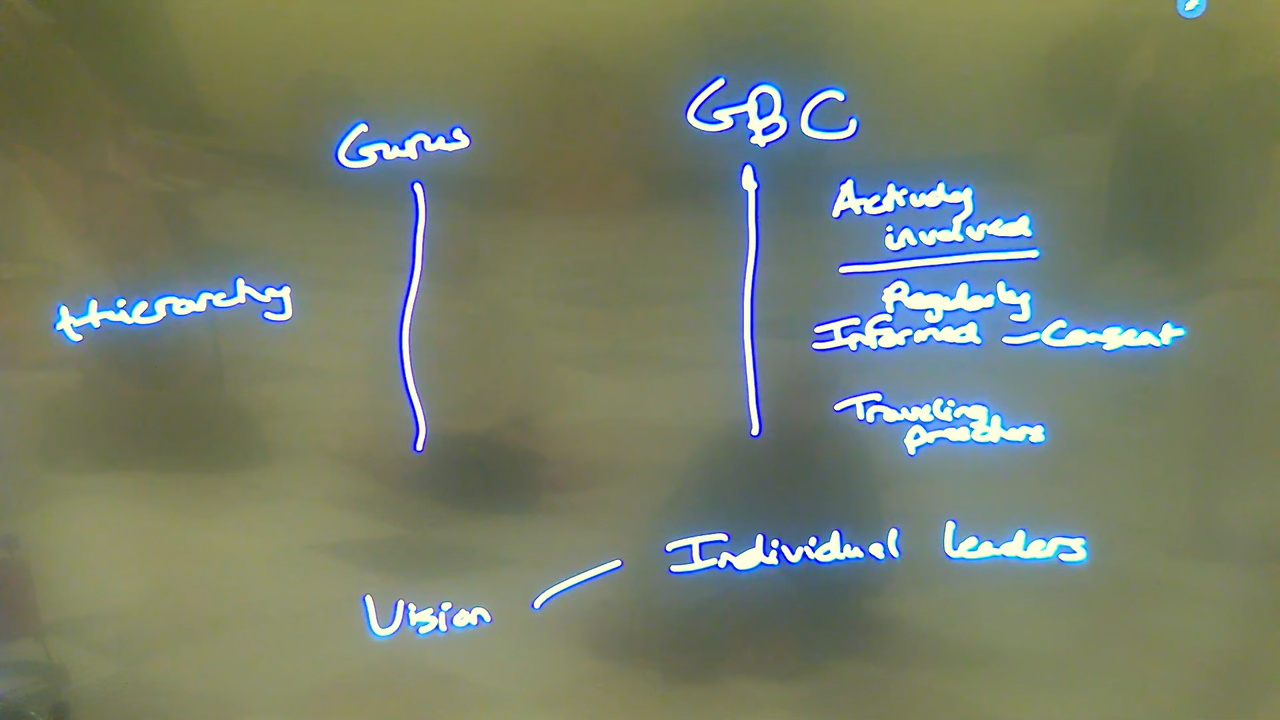 GBC
Gurus
Actively
involved
Hierarchy
Regularly
Informed - Consent
Traveling
preachers
Individual leaders
Vision